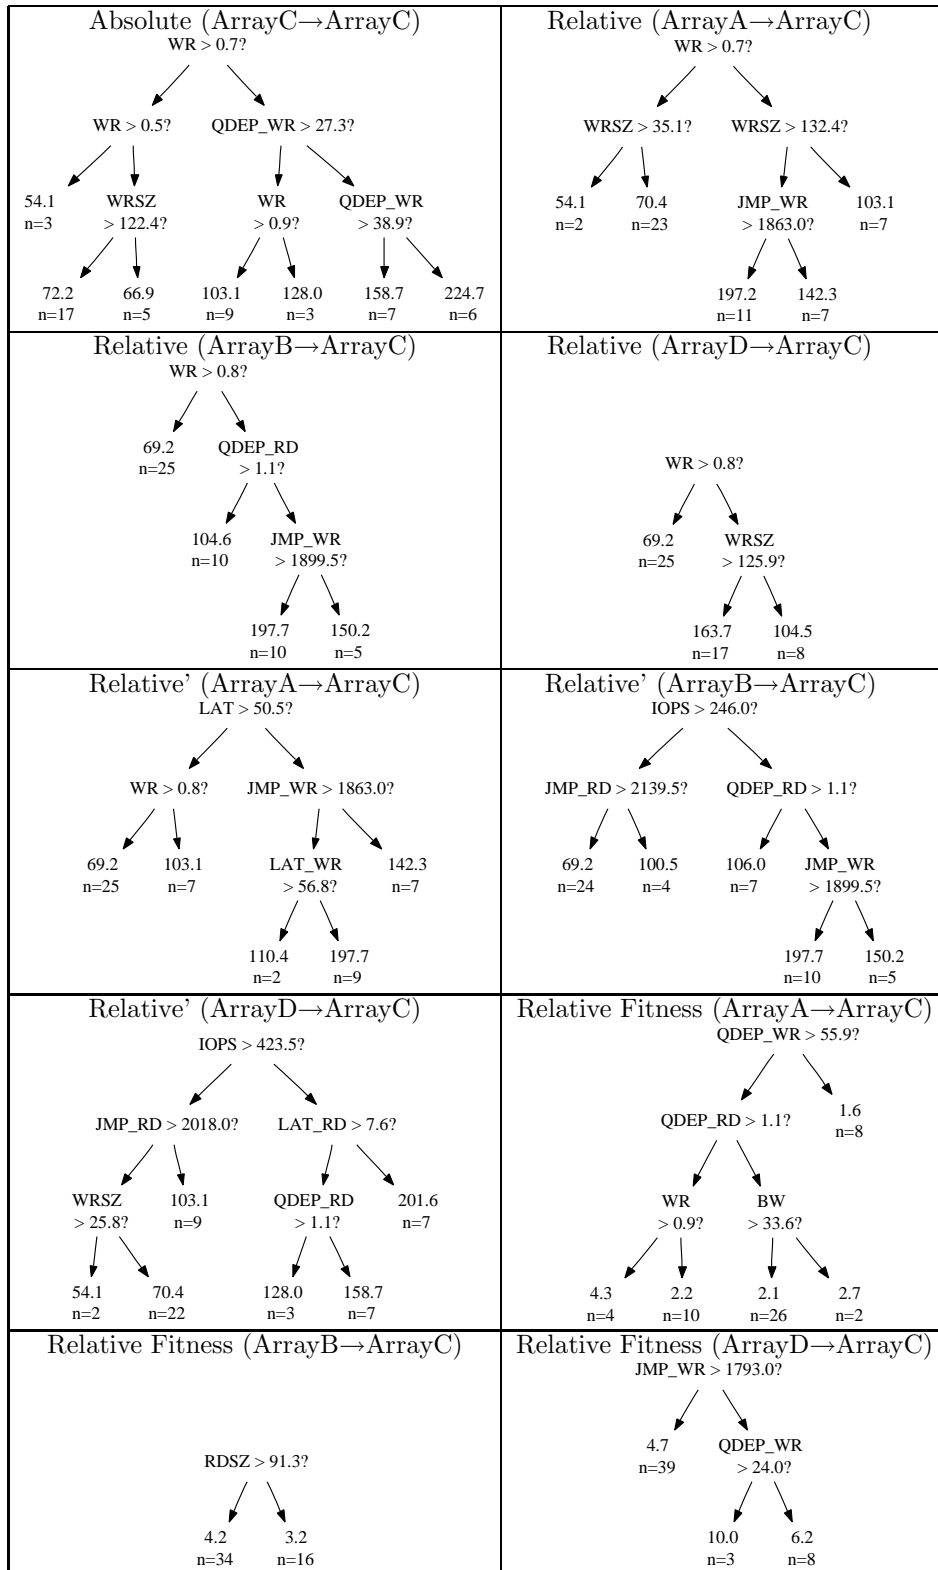 Absolute (ArrayC→ArrayC)
WR > 0.7?
WR > 0.5? QDEP_WR > 27.3?
54.1 WRSZ WR QDEP_WR
n=3 > 122.4? > 0.9? > 38.9?
72.2 66.9 103.1 128.0 158.7 224.7
n=17 n=5 n=9 n=3 n=7 n=6
Relative (ArrayA→ArrayC)
WR > 0.7?
WRSZ > 35.1? WRSZ > 132.4?
54.1 70.4 JMP_WR 103.1
n=2 n=23 > 1863.0? n=7
197.2 142.3
n=11 n=7
Relative (ArrayB→ArrayC)
WR > 0.8?
69.2 QDEP_RD
n=25 > 1.1?
104.6 JMP_WR
n=10 > 1899.5?
197.7 150.2
n=10 n=5
Relative (ArrayD→ArrayC)
WR > 0.8?
69.2 WRSZ
n=25 > 125.9?
163.7 104.5
n=17 n=8
Relative’ (ArrayA→ArrayC)
LAT > 50.5?
WR > 0.8? JMP_WR > 1863.0?
69.2 103.1 LAT_WR 142.3
n=25 n=7 > 56.8? n=7
110.4 197.7
n=2 n=9
Relative’ (ArrayB→ArrayC)
IOPS > 246.0?
JMP_RD > 2139.5? QDEP_RD > 1.1?
69.2 100.5 106.0 JMP_WR
n=24 n=4 n=7 > 1899.5?
197.7 150.2
n=10 n=5
Relative’ (ArrayD→ArrayC)
IOPS > 423.5?
JMP_RD > 2018.0? LAT_RD > 7.6?
WRSZ 103.1 QDEP_RD 201.6
> 25.8? n=9 > 1.1? n=7
54.1 70.4 128.0 158.7
n=2 n=22 n=3 n=7
Relative Fitness (ArrayA→ArrayC)
QDEP_WR > 55.9?
QDEP_RD > 1.1? 1.6
n=8
WR BW
> 0.9? > 33.6?
4.3 2.2 2.1 2.7
n=4 n=10 n=26 n=2
Relative Fitness (ArrayB→ArrayC)
RDSZ > 91.3?
4.2 3.2
n=34 n=16
Relative Fitness (ArrayD→ArrayC)
JMP_WR > 1793.0?
4.7 QDEP_WR
n=39 > 24.0?
10.0 6.2
n=3 n=8